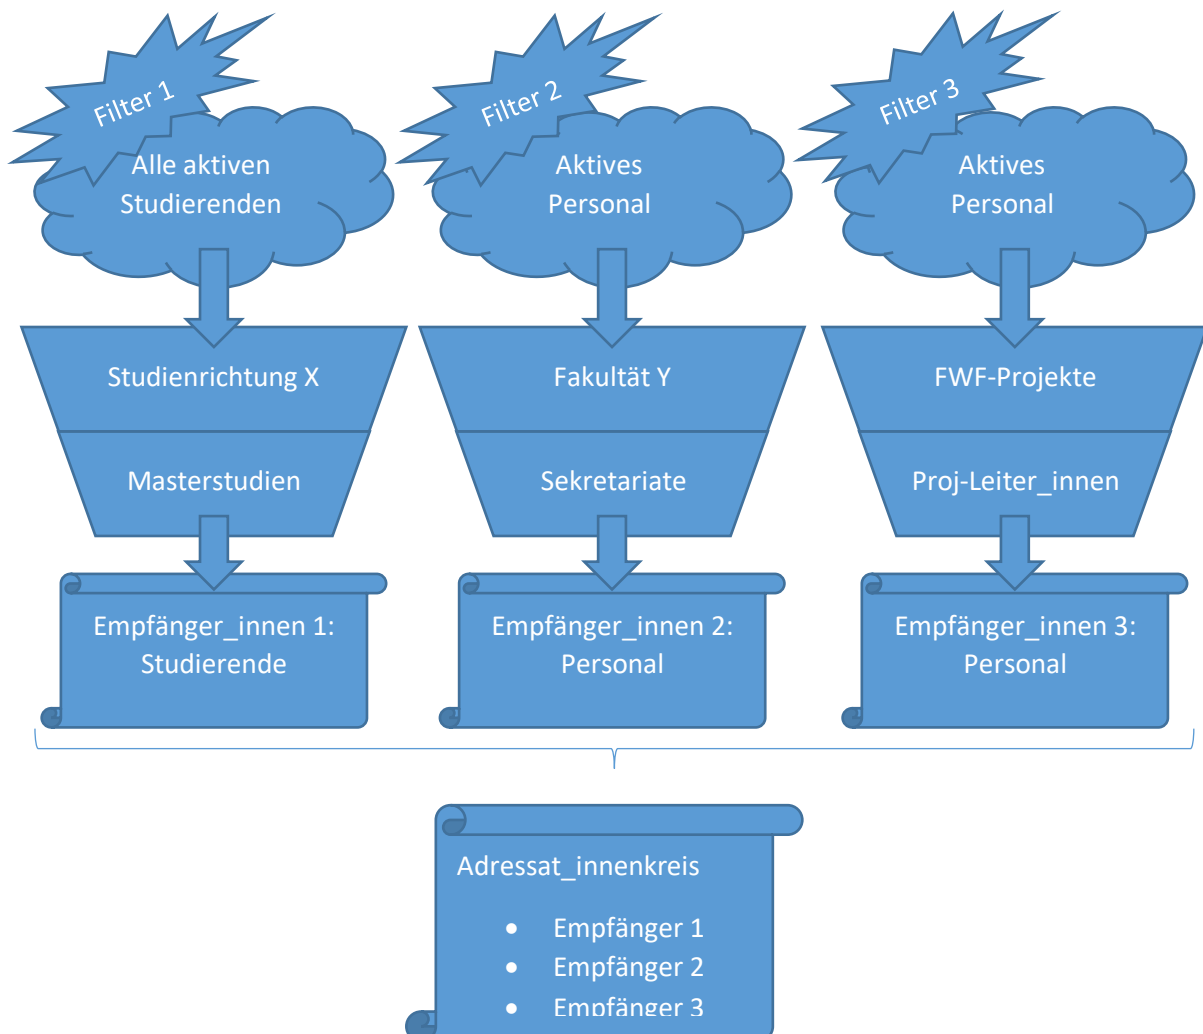 Filter 1
Alle aktiven
Studierenden
Studienrichtung X
Masterstudien
Empfänger_innen 1:
Studierende
Filter 2
Aktives
Personal
Fakultät Y
Sekretariate
Empfänger_innen 2:
Personal
Filter 3
Aktives
Personal
FWF-Projekte
Proj-Leiter_innen
Empfänger_innen 3:
Personal
Adressat_innenkreis
• Empfänger 1
• Empfänger 2
• Empfänger 3